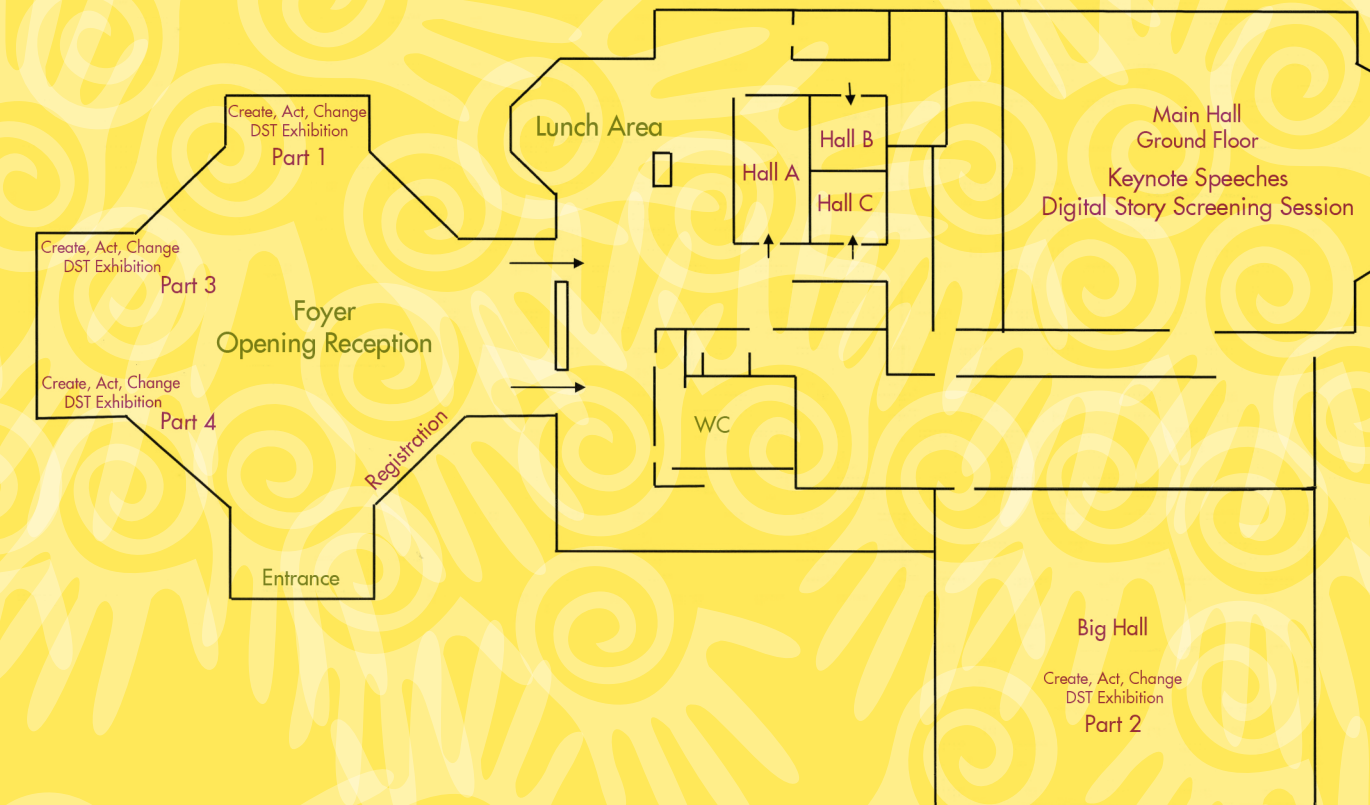 Create, Act, Change
DST Exhibition
Part 1
Lunch Area
Hall A
Hall B
Hall C
Main Hall
Ground Floor
Keynote Speeches
Digital Story Screening Session
Create, Act, Change
DST Exhibition
Part 3
Foyer
Opening Reception
Create, Act, Change
DST Exhibition
Part 4
Registration
WC
Entrance
Big Hall
Create, Act, Change
DST Exhibition
Part 2